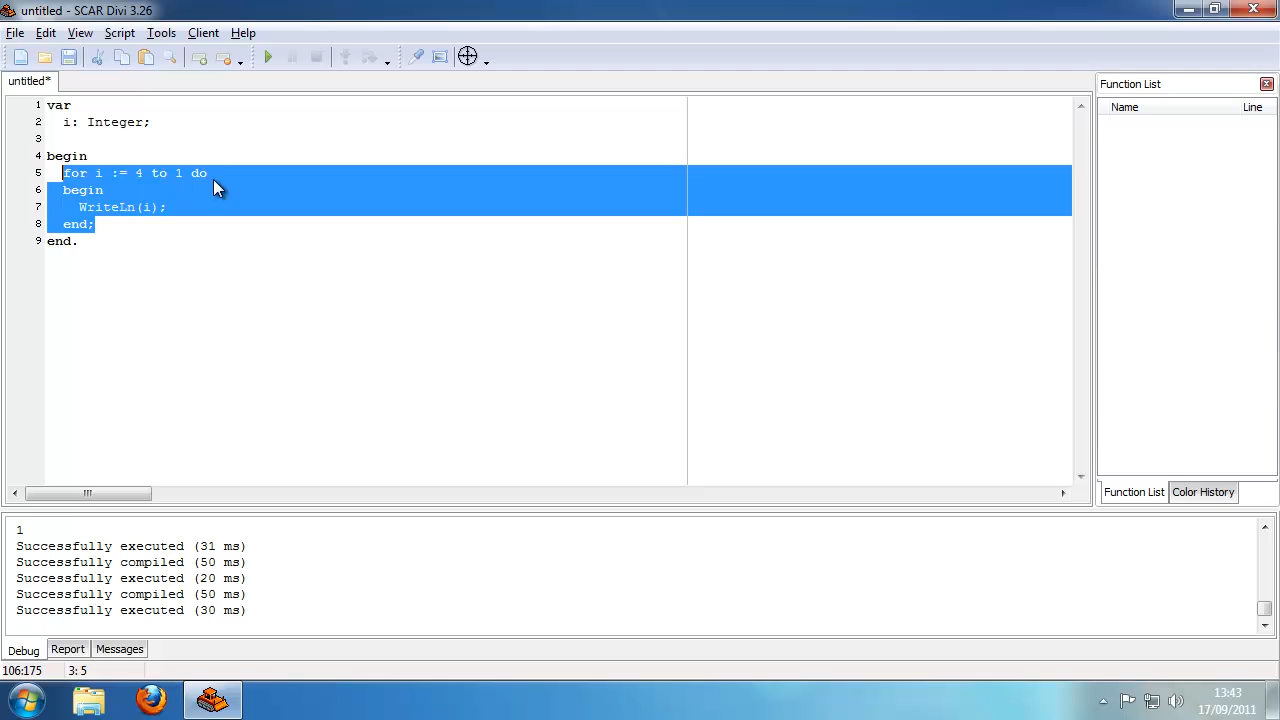 untitled - SCAR Divi 3.26
File Edit View Script Tools Client Help
untitled*
Function List
1 var
2 i: Integer;
3
4 begin
5 for i := 4 to 1 do
6 begin
7 WriteLn(i);
8 end;
9 end.
Name Line
Function List Color History
1
Successfully executed (31 ms)
Successfully compiled (50 ms)
Successfully executed (20 ms)
Successfully compiled (50 ms)
Successfully executed (30 ms)
Debug Report Messages
106:175 3: 5
13:43
17/09/2011